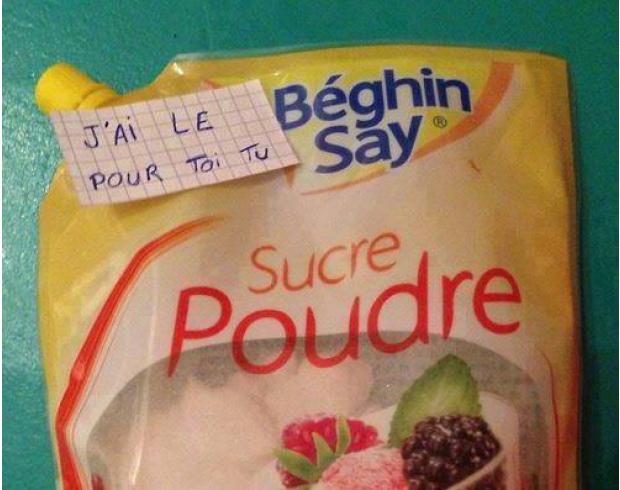 J'Ai LE
POUR Toi TU
Béghin
Say®
Sucre
Poudre